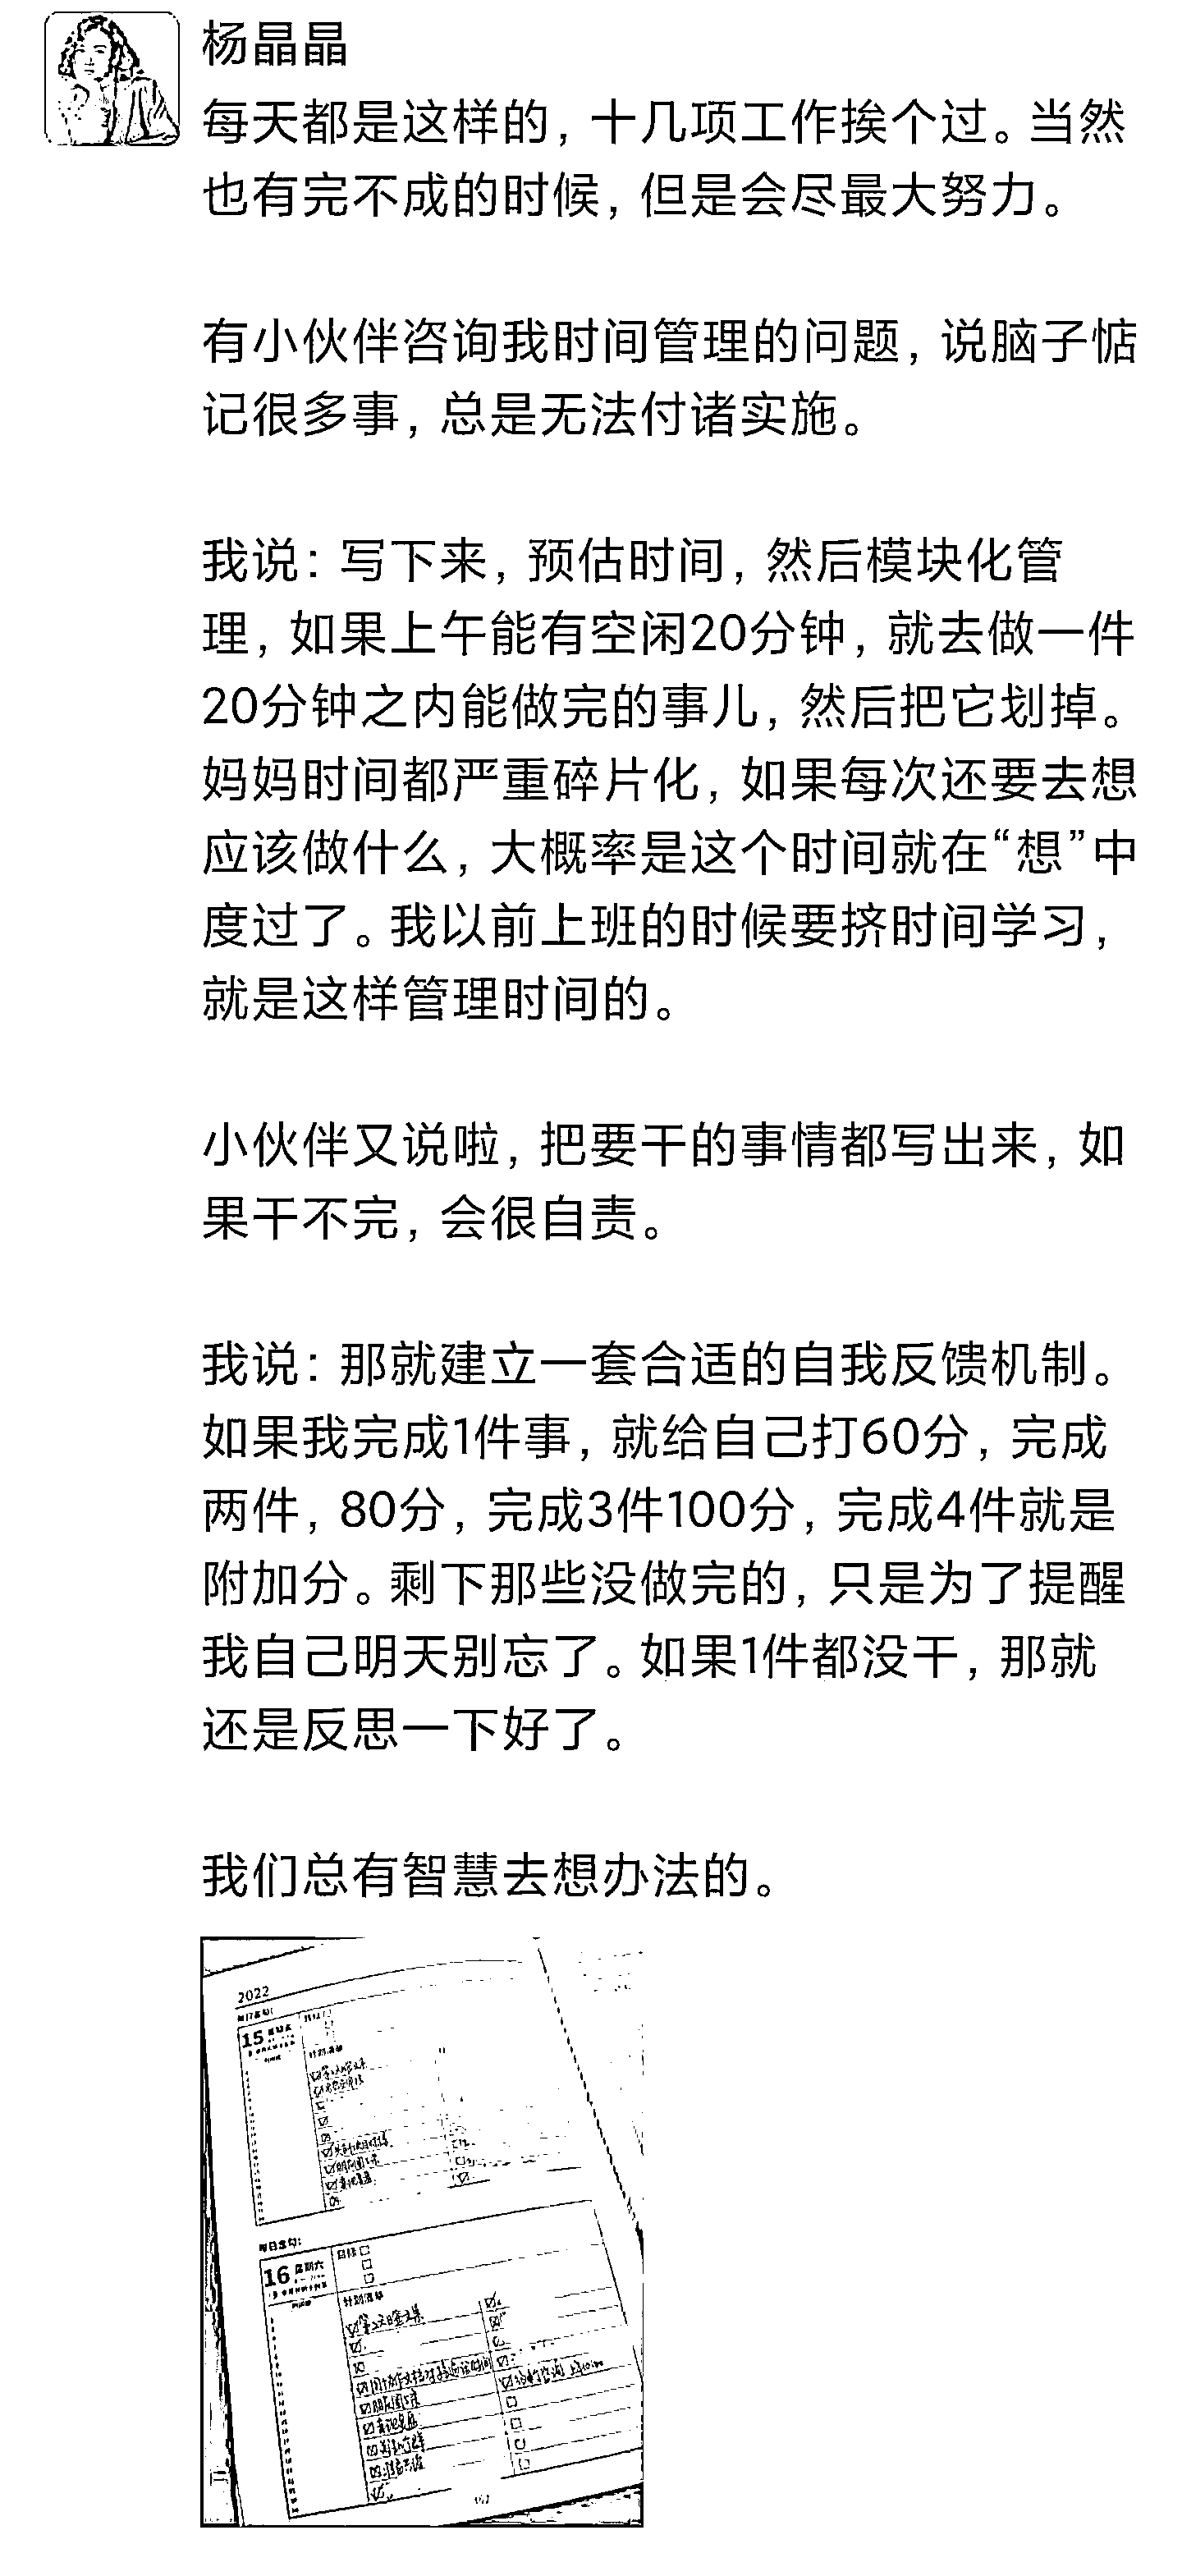 杨晶晶
每天都是这样的，十几项工作挨个过。当然
也有完不成的时候，但是会尽最大努力。
有小伙伴咨询我时间管理的问题，说脑子惦
记很多事，总是无法付诸实施。
我说：写下来，预估时间，然后模块化管
理，如果上午能有空闲20分钟，就去做一件
20分钟之内能做完的事儿，然后把它划掉。
妈妈时间都严重碎片化，如果每次还要去想
应该做什么，大概率是这个时间就在“想”中
度过了。我以前上班的时候要挤时间学习，
就是这样管理时间的。
小伙伴又说啦，把要干的事情都写出来，如
果干不完，会很自责。
我说：那就建立一套合适的自我反馈机制。
如果我完成1件事，就给自己打60分，完成
两件，80分，完成3件100分，完成4件就是
附加分。剩下那些没做完的，只是为了提醒
我自己明天别忘了。如果1件都没干，那就
还是反思一下好了。
我们总有智慧去想办法的。
2022
15
每日金句：
16 星期六
目标
计划清单